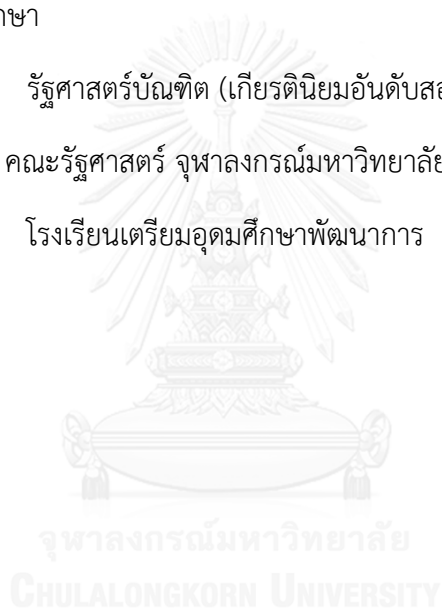 กษา
รัฐศาสตร์บัณฑิต (เกียรตินิยมอันดับสอ
คณะรัฐศาสตร์ จุฬาลงกรณ์มหาวิทยาลัย
โรงเรียนเตรียมอุดมศึกษาพัฒนาการ
จุฬาลงกรณ์มหาวิทยาลัย
CHULALONGKORN UNIVERSITY